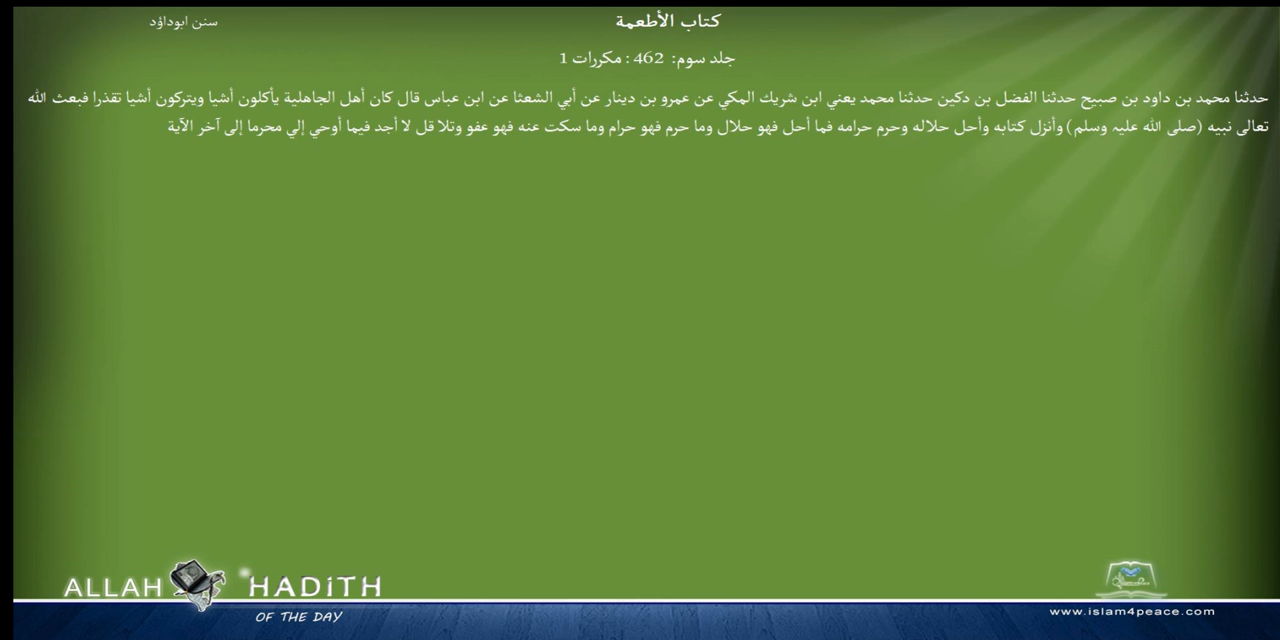 كتاب الأطعمة
سنن ابوداؤد
جلد سوم: 462 : مکررات 1
حدثنا محمد بن داود بن صبيح حدثنا الفضل بن دكين حدثنا محمد يعني ابن شريك المكي عن عمرو بن دينار عن أبي الشعثا عن ابن عباس قال كان أهل الجاهلية يأكلون أشيا ويتركون أشيا تقذرا فبعث الله
تعالى نبيه (صلی اللہ علیہ وسلم) وأنزل كتابه وأحل حلاله وحرم حرامه فما أحل فهو حلال وما حرم فهو حرام وما سكت عنه فهو عفو وتلا قل لا أجد فيما أوحي إلي محرما إلى آخر الآية
ALLAH HADITH
OF THE DAY
www.islam4peace.com